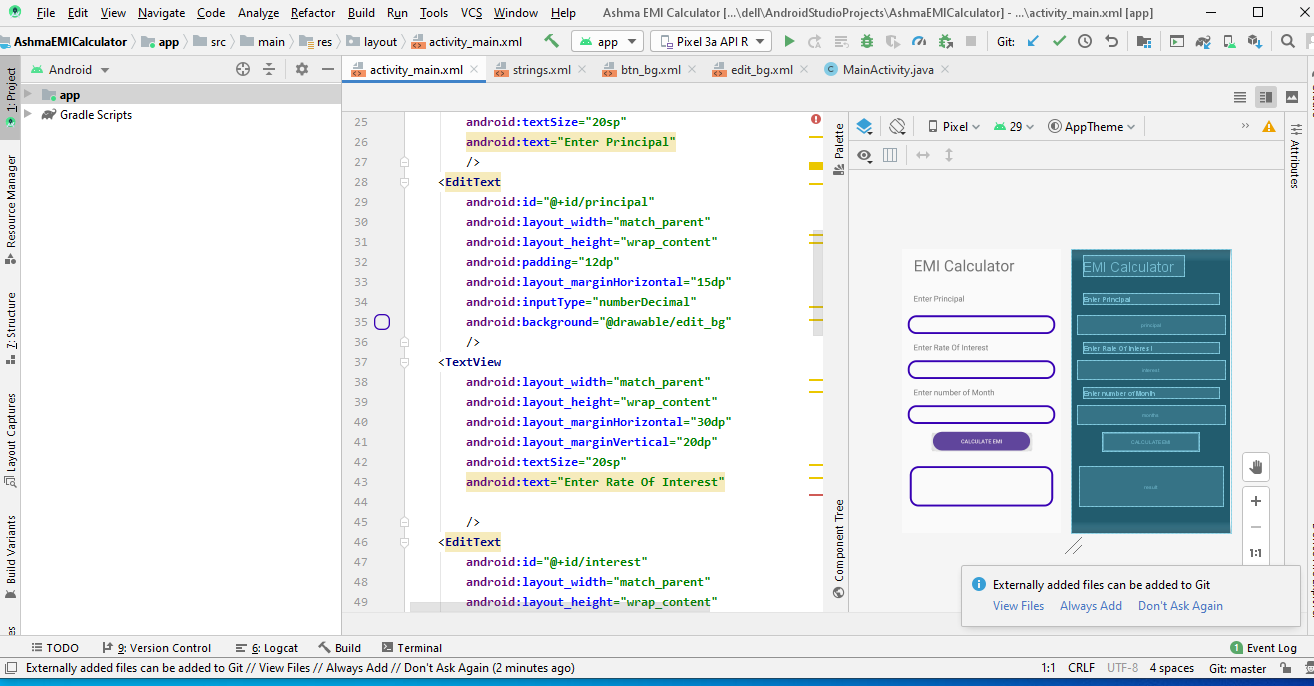 File Edit View Navigate Code Analyze Refactor Build Run Tools VCS Window Help Ashma EMI Calculator [...\dell\AndroidStudioProjects\AshmaEMICalculator] - ...\activity_main.xml [app]
AshmaEMICalculator app src main res layout activity_main.xml app Pixel 3a API R Git:
Android activity_main.xml strings.xml btn_bg.xml edit_bg.xml MainActivity.java
1: Project
Resource Manager
7: Structure
Layout Captures
Build Variants
app
Gradle Scripts
25 android:textSize="20sp"
26 android:text="Enter Principal"
27 />
28 <EditText
29 android:id="@+id/principal"
30 android:layout_width="match_parent"
31 android:layout_height="wrap_content"
32 android:padding="12dp"
33 android:layout_marginHorizontal="15dp"
34 android:inputType="numberDecimal"
35 android:background="@drawable/edit_bg"
36 />
37 <TextView
38 android:layout_width="match_parent"
39 android:layout_height="wrap_content"
40 android:layout_marginHorizontal="30dp"
41 android:layout_marginVertical="20dp"
42 android:textSize="20sp"
43 android:text="Enter Rate Of Interest"
44
45 />
46 <EditText
47 android:id="@+id/interest"
48 android:layout_width="match_parent"
49 android:layout_height="wrap_content"
Palette
Component Tree
Pixel 29 AppTheme
Attributes
EMI Calculator
Enter Principal
Enter Rate Of Interest
Enter number of Month
CALCULATE EMI
EMI Calculator
Enter Principal
principal
Enter Rate Of Interest
interest
Enter number of Month
months
CALCULATE EMI
result
1:1
Externally added files can be added to Git
View Files Always Add Don't Ask Again
TODO 9: Version Control 6: Logcat Build Terminal 1 Event Log
Externally added files can be added to Git // View Files // Always Add // Don't Ask Again (2 minutes ago) 1:1 CRLF UTF-8 4 spaces Git: master